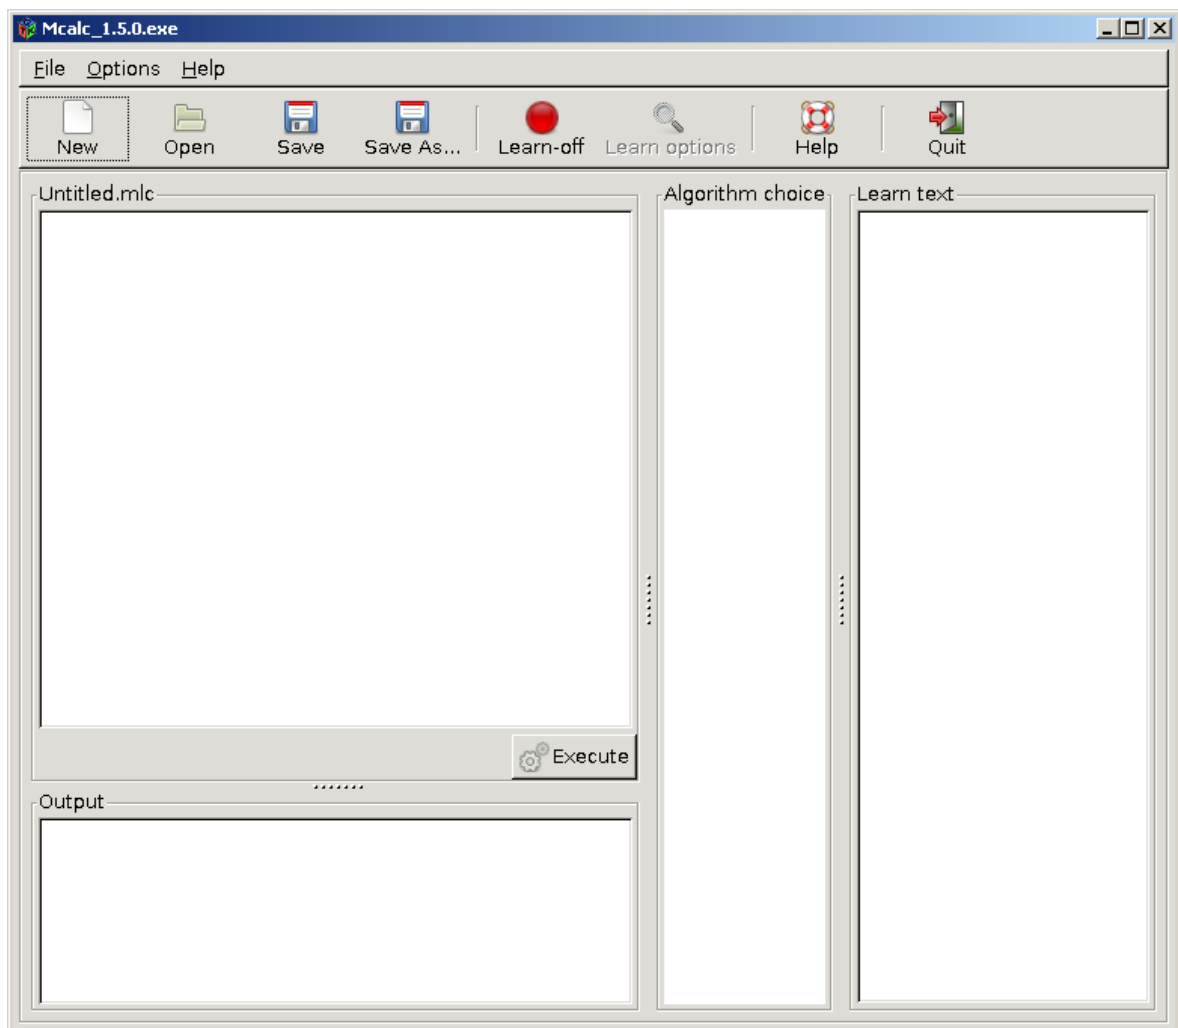 Mcalc_1.5.0.exe
File Options Help
New Open Save Save As... Learn-off Learn options Help Quit
Untitled.mlc
Algorithm choice
Learn text
Execute
Output